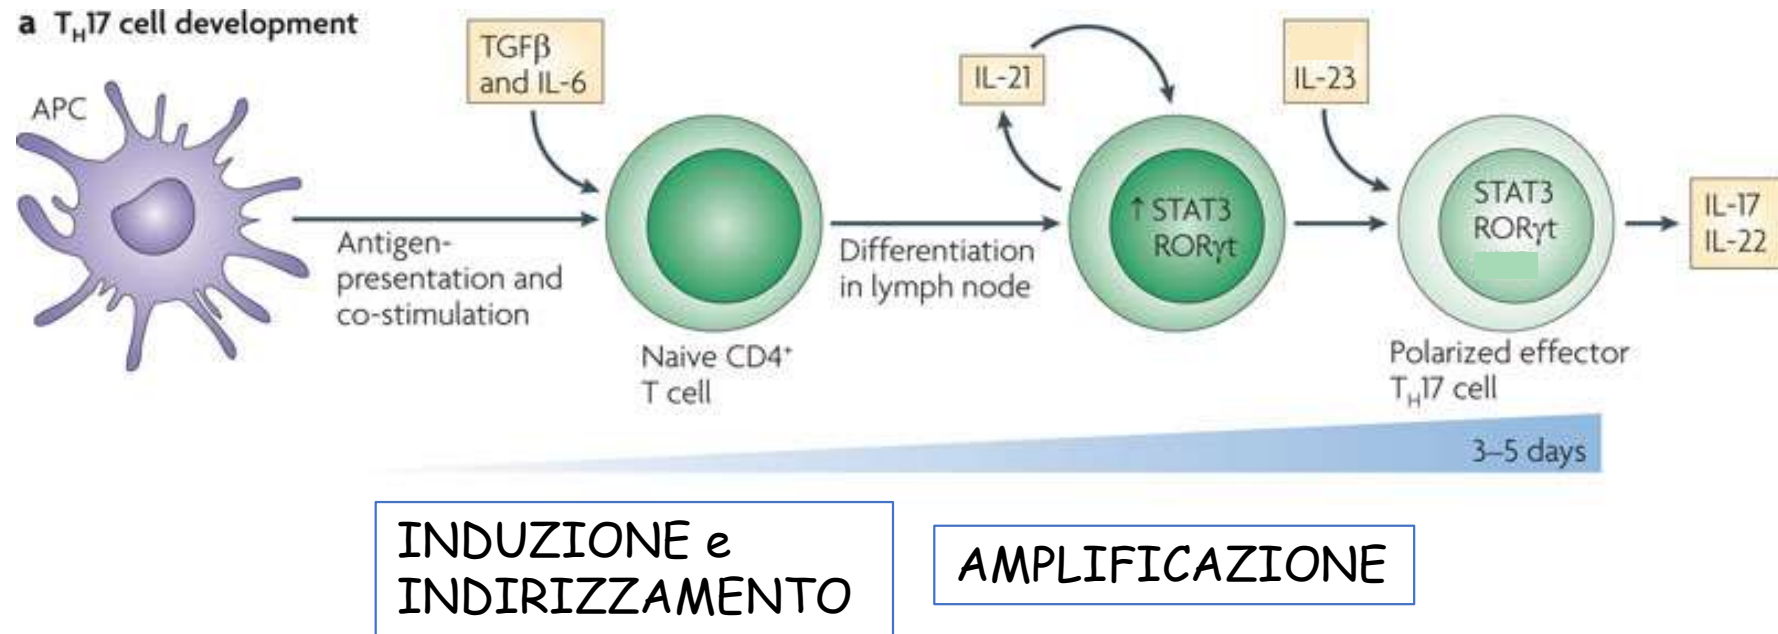 a T_H17 cell development
APC
TGFβ
and IL-6
Antigen-
presentation and
co-stimulation
Naive CD4⁺
T cell
Differentiation
in lymph node
IL-21
↑ STAT3
RORγt
IL-23
STAT3
RORγt
Polarized effector
T_H17 cell
IL-17
IL-22
3–5 days
INDUZIONE e
INDIRIZZAMENTO
AMPLIFICAZIONE